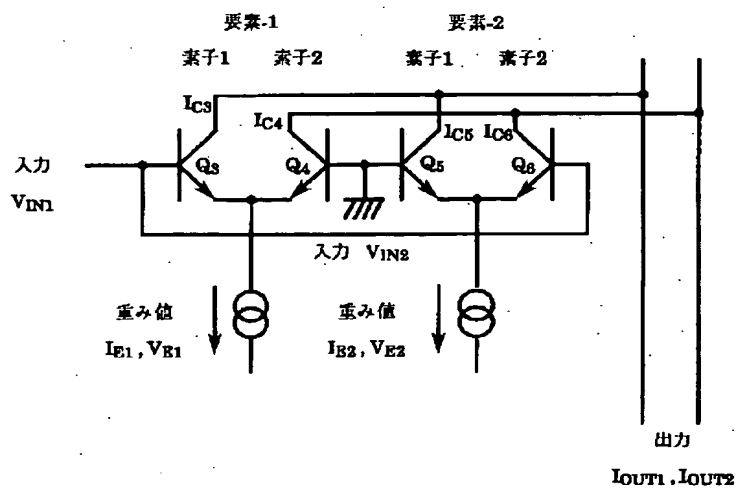 要素-1 要素-2
素子1 素子2 素子1 素子2
IC3 IC4 IC5 IC6
入力 Q3 Q4 Q5 Q6
VIN1
入力 VIN2
重み値 重み値
IE1 , VE1 IE2 , VE2
出力
IOUT1 , IOUT2